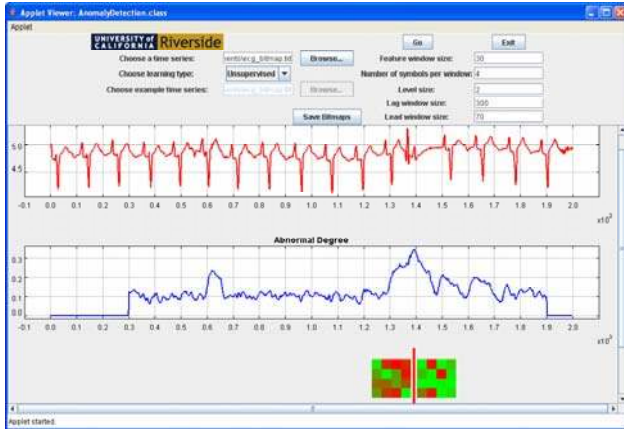 Applet Viewer: AnomalyDetection.class
Applet
UNIVERSITY OF CALIFORNIA Riverside
Go Exit
Choose a time series: Browse... Feature window size: 30
Choose learning type: Unsupervised Number of symbols per window: 4
Choose example time series: Browse... Level size: 2
Lag window size: 300
Save Bitmaps Lead window size: 70
5.0
4.5
-0.1 0.0 0.1 0.2 0.3 0.4 0.5 0.6 0.7 0.8 0.9 1.0 1.1 1.2 1.3 1.4 1.5 1.6 1.7 1.8 1.9 2.0
x10³
Abnormal Degree
0.3
0.2
0.1
0.0
-0.1 0.0 0.1 0.2 0.3 0.4 0.5 0.6 0.7 0.8 0.9 1.0 1.1 1.2 1.3 1.4 1.5 1.6 1.7 1.8 1.9 2.0
x10³
Applet started.